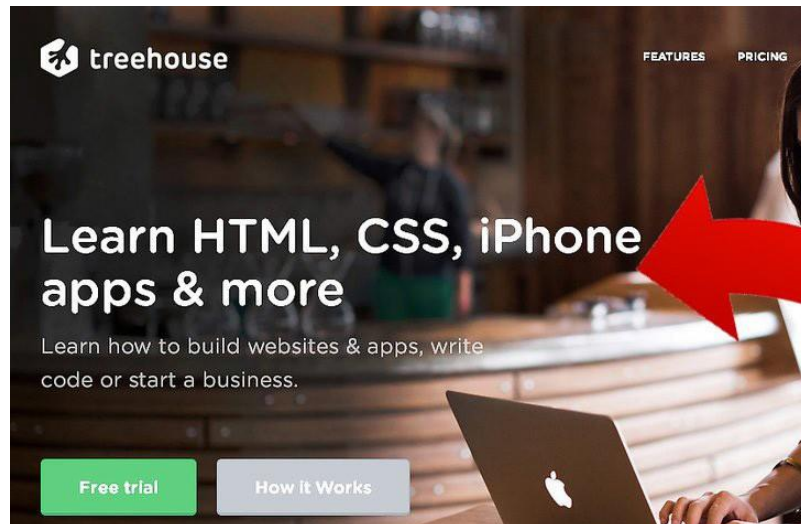 treehouse
FEATURES PRICING
Learn HTML, CSS, iPhone
apps & more
Learn how to build websites & apps, write
code or start a business.
Free trial How it Works